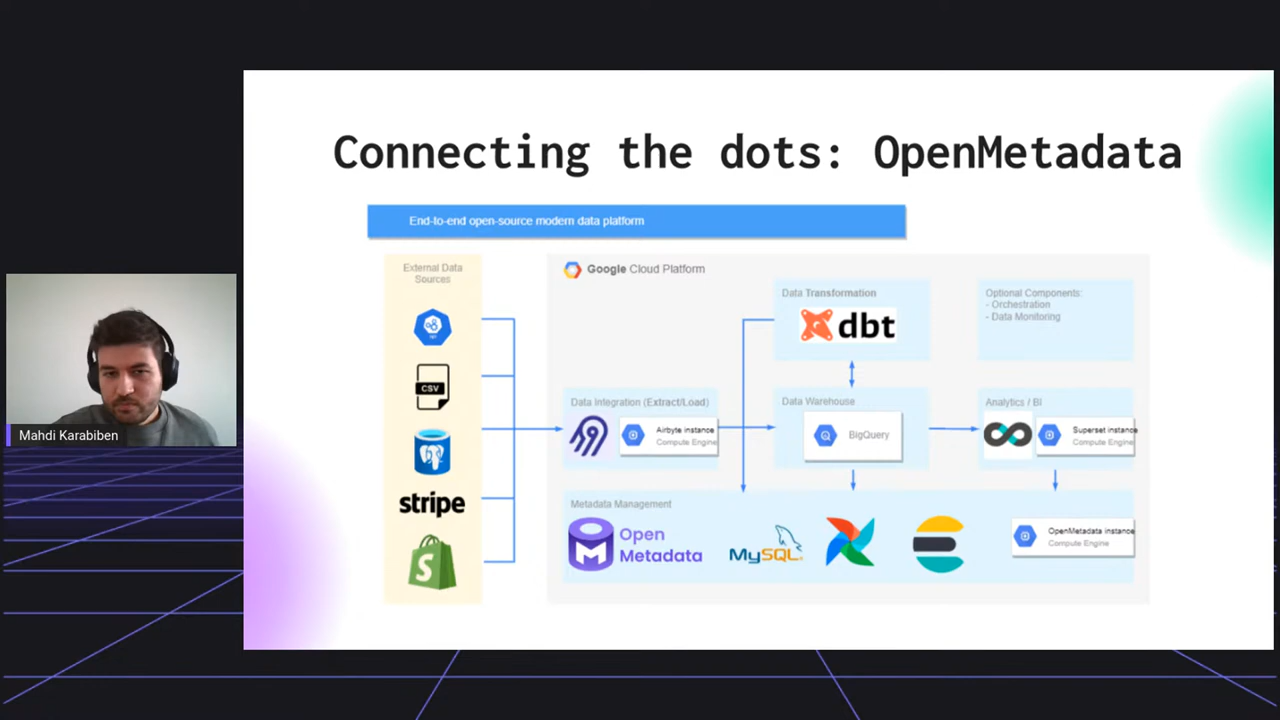 Connecting the dots: OpenMetadata
End-to-end open-source modern data platform
External Data
Sources
API
CSV
stripe
Google Cloud Platform
Data Transformation
dbt
Optional Components:
- Orchestration
- Data Monitoring
Data Integration (Extract/Load)
Airbyte instance
Compute Engine
Data Warehouse
BigQuery
Analytics / BI
Superset instance
Compute Engine
Metadata Management
Open
Metadata
MySQL
OpenMetadata instance
Compute Engine
Mahdi Karabiben